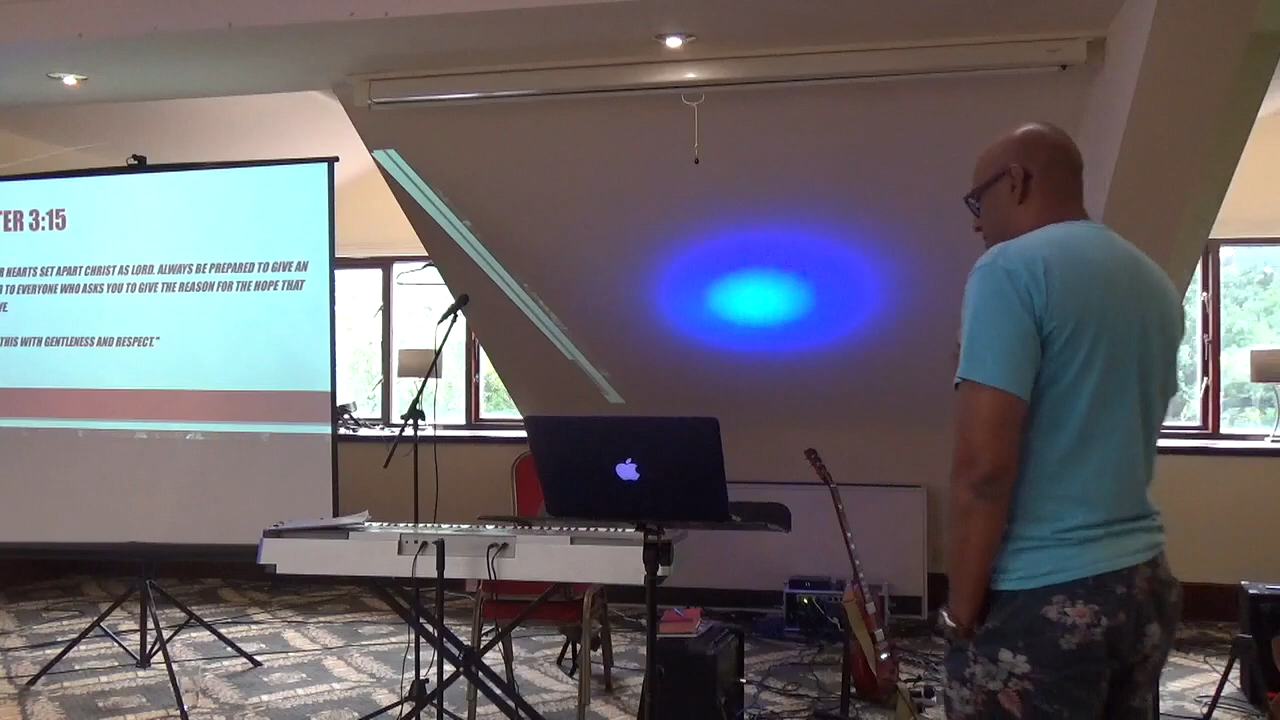 TER 3:15
R HEARTS SET APART CHRIST AS LORD. ALWAYS BE PREPARED TO GIVE AN
TO EVERYONE WHO ASKS YOU TO GIVE THE REASON FOR THE HOPE THAT
VE.
THIS WITH GENTLENESS AND RESPECT."